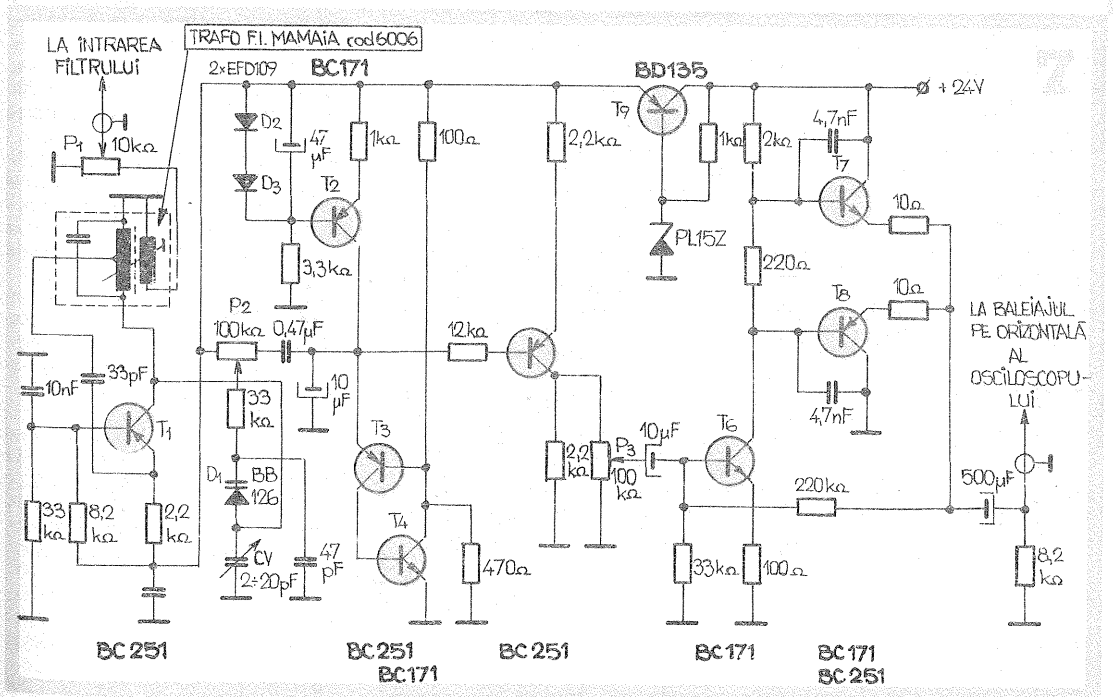 LA INTRAREA
FILTRULUI
TRAFO F.I. MAMAIA cod6006
2xEFD109
BC171
BD135
+ 24V
7
P1
10kΩ
D2
47
μF
1kΩ
100Ω
T9
2,2kΩ
1kΩ
2kΩ
4,7nF
T7
D3
T2
10Ω
PL15Z
3,3kΩ
220Ω
T8
10Ω
P2
100kΩ
0,47μF
12kΩ
LA BALEIAJUL
PE ORIZONTALĂ
AL
OSCILOSCOPU-
LUI
10nF
33pF
33
kΩ
10
μF
4,7nF
T1
T3
2,2
kΩ
P3
100
kΩ
10μF
T6
D1
BB
126
500μF
220kΩ
33
kΩ
8,2
kΩ
2,2
kΩ
T4
CV
2÷20pF
47
pF
470Ω
33kΩ
100Ω
8,2
kΩ
BC251
BC251
BC171
BC251
BC171
BC171
BC251